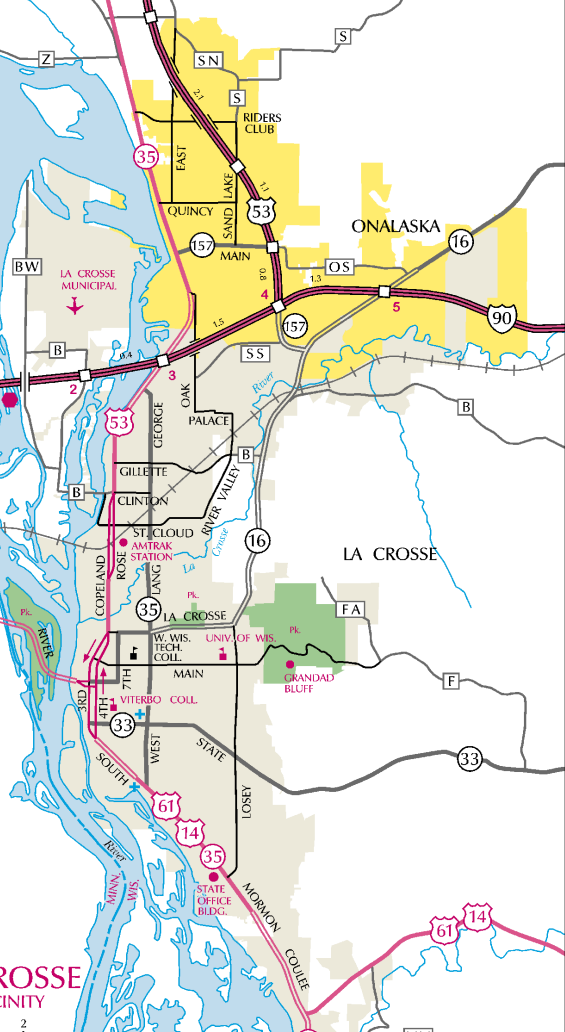 35
S
Z
SN
2.1
S
RIDERS
CLUB
35
EAST
SAND LAKE
1.1
53
QUINCY
ONALASKA
157
MAIN
16
BW
OS
LA CROSSE
MUNICIPAL
0.8
1.3
4
5
90
1.5
157
B
0.4
SS
3
2
River
OAK
53
GEORGE
PALACE
B
GILLETTE
B
RIVER VALLEY
B
CLINTON
ST. CLOUD
AMTRAK
STATION
Crosse
La
16
LA CROSSE
COPELAND
ROSE
LANG
Pk.
35
LA CROSSE
FA
Pk.
RIVER
W. WIS.
TECH.
COLL.
UNIV. OF WIS.
Pk.
MAIN
GRANDAD
BLUFF
F
7TH
3RD
4TH
VITERBO COLL.
33
STATE
WEST
33
SOUTH
LOSEY
61
14
35
River
MINN.
WIS.
STATE
OFFICE
BLDG.
MORMON
COULEE
61
14
ROSSE
CINITY
2